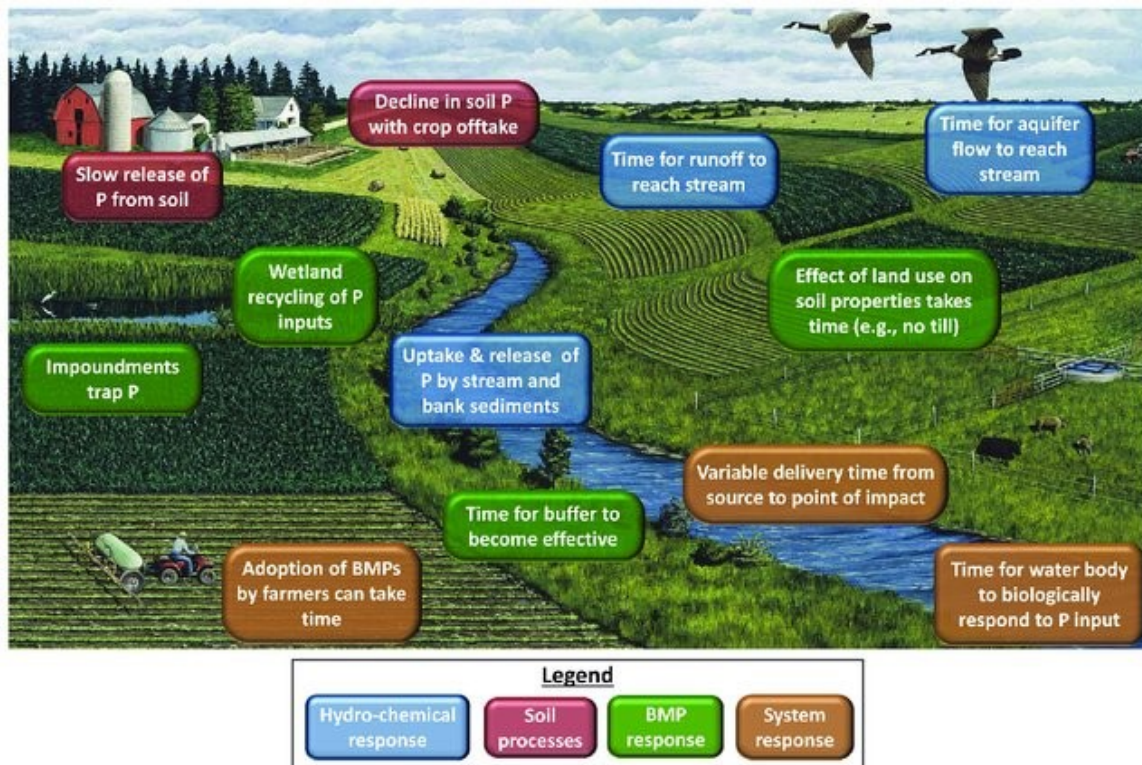 Decline in soil P
with crop offtake
Time for runoff to
reach stream
Time for aquifer
flow to reach
stream
Slow release of
P from soil
Wetland
recycling of P
inputs
Effect of land use on
soil properties takes
time (e.g., no till)
Impoundments
trap P
Uptake & release of
P by stream and
bank sediments
Variable delivery time from
source to point of impact
Time for buffer to
become effective
Adoption of BMPs
by farmers can take
time
Time for water body
to biologically
respond to P input
Legend
Hydro-chemical
response
Soil
processes
BMP
response
System
response